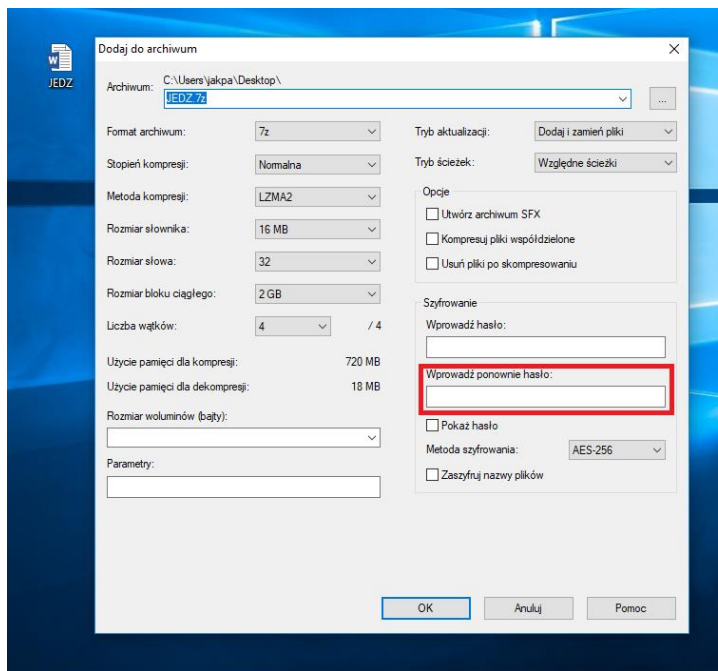 JEDZ
Dodaj do archiwum
Archiwum: C:\Users\jakpa\Desktop\
JEDZ.7z
...
Format archiwum: 7z
Stopień kompresji: Normalna
Metoda kompresji: LZMA2
Rozmiar słownika: 16 MB
Rozmiar słowa: 32
Rozmiar bloku ciągłego: 2 GB
Liczba wątków: 4 / 4
Użycie pamięci dla kompresji: 720 MB
Użycie pamięci dla dekompresji: 18 MB
Rozmiar woluminów (bajty):
Parametry:
Tryb aktualizacji: Dodaj i zamień pliki
Tryb ścieżek: Względne ścieżki
Opcje
Utwórz archiwum SFX
Kompresuj pliki współdzielone
Usuń pliki po skompresowaniu
Szyfrowanie
Wprowadź hasło:
Wprowadź ponownie hasło:
Pokaż hasło
Metoda szyfrowania: AES-256
Zaszyfruj nazwy plików
OK Anuluj Pomoc